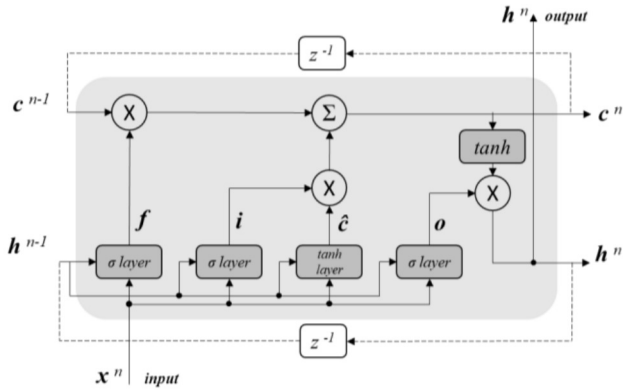 h n output
z -1
c n-1
X
Σ
c n
tanh
X
X
f
i
ĉ
o
h n-1
σ layer
σ layer
tanh
layer
σ layer
h n
z -1
x n input